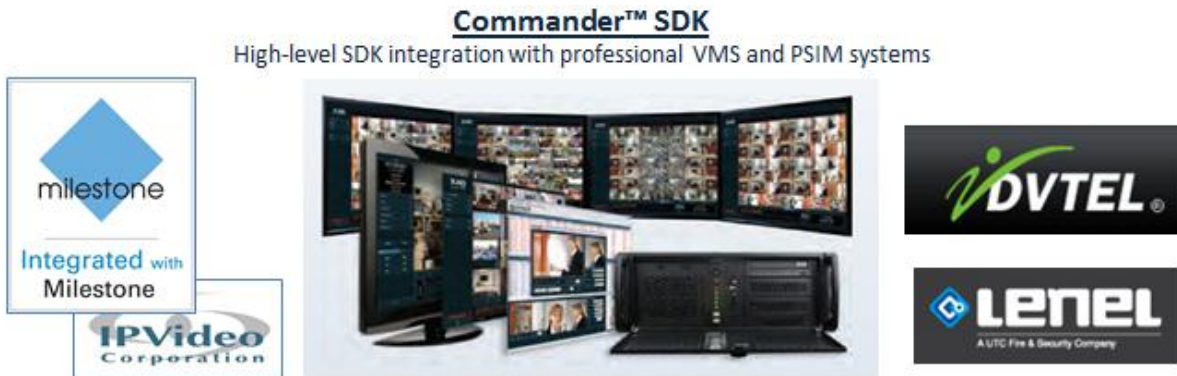 Commander™ SDK
High-level SDK integration with professional VMS and PSIM systems
milestone
Integrated with
Milestone
IPVideo
Corporation
DVTEL®
LENEL
A UTC Fire & Security Company